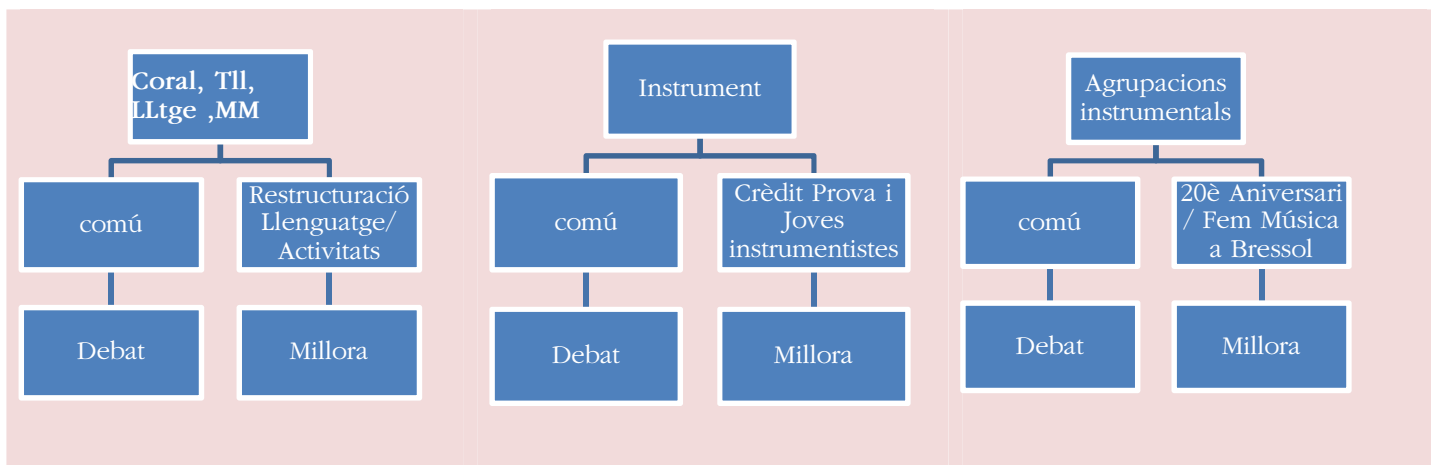 Coral, Tll,
LLtge ,MM
comú
Restructuració
Llenguatge/
Activitats
Debat
Millora
Instrument
comú
Crèdit Prova i
Joves
instrumentistes
Debat
Millora
Agrupacions
instrumentals
comú
20è Aniversari
/ Fem Música
a Bressol
Debat
Millora